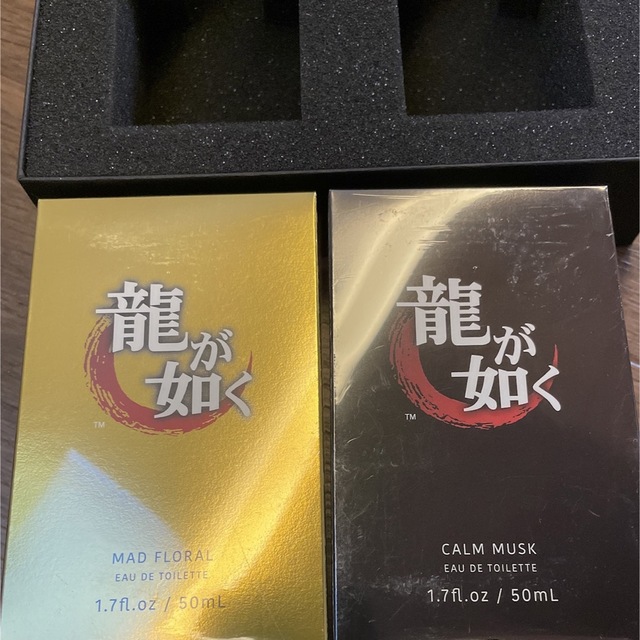 龍が
如く
TM
MAD FLORAL
EAU DE TOILETTE
1.7fl.oz / 50mL
龍が
如く
TM
CALM MUSK
EAU DE TOILETTE
1.7fl.oz / 50mL